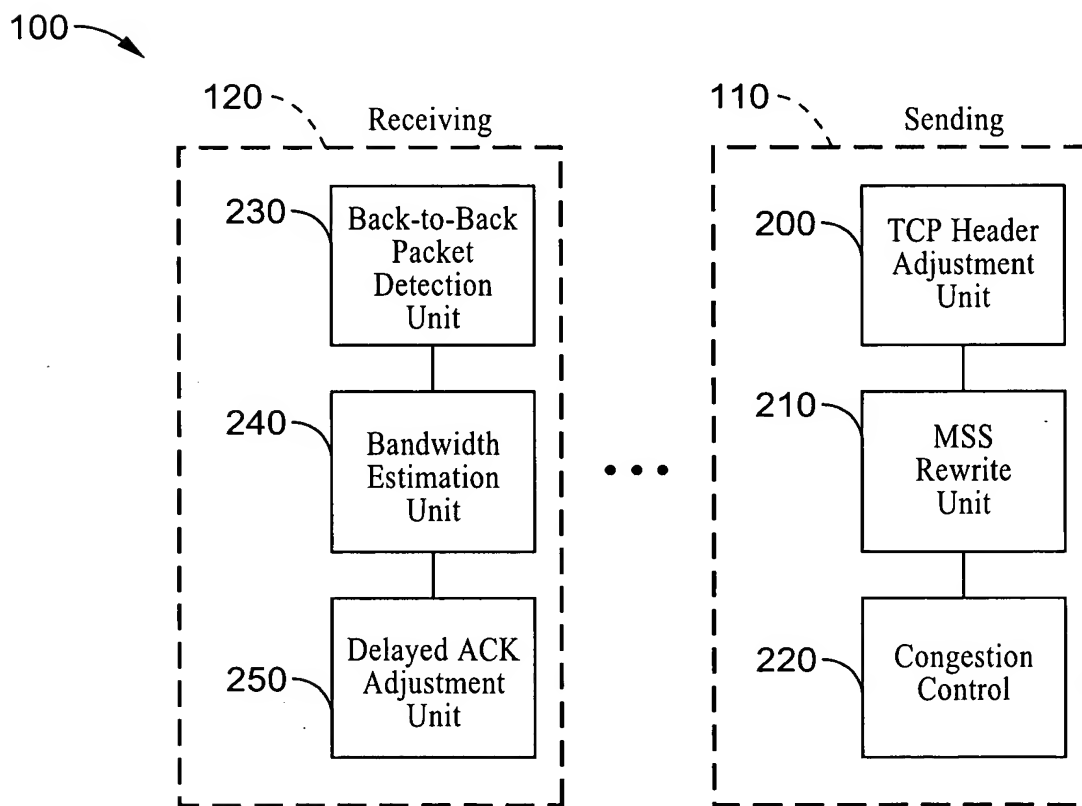 100
120
Receiving
110
Sending
230
Back-to-Back
Packet
Detection
Unit
200
TCP Header
Adjustment
Unit
240
Bandwidth
Estimation
Unit
210
MSS
Rewrite
Unit
250
Delayed ACK
Adjustment
Unit
220
Congestion
Control